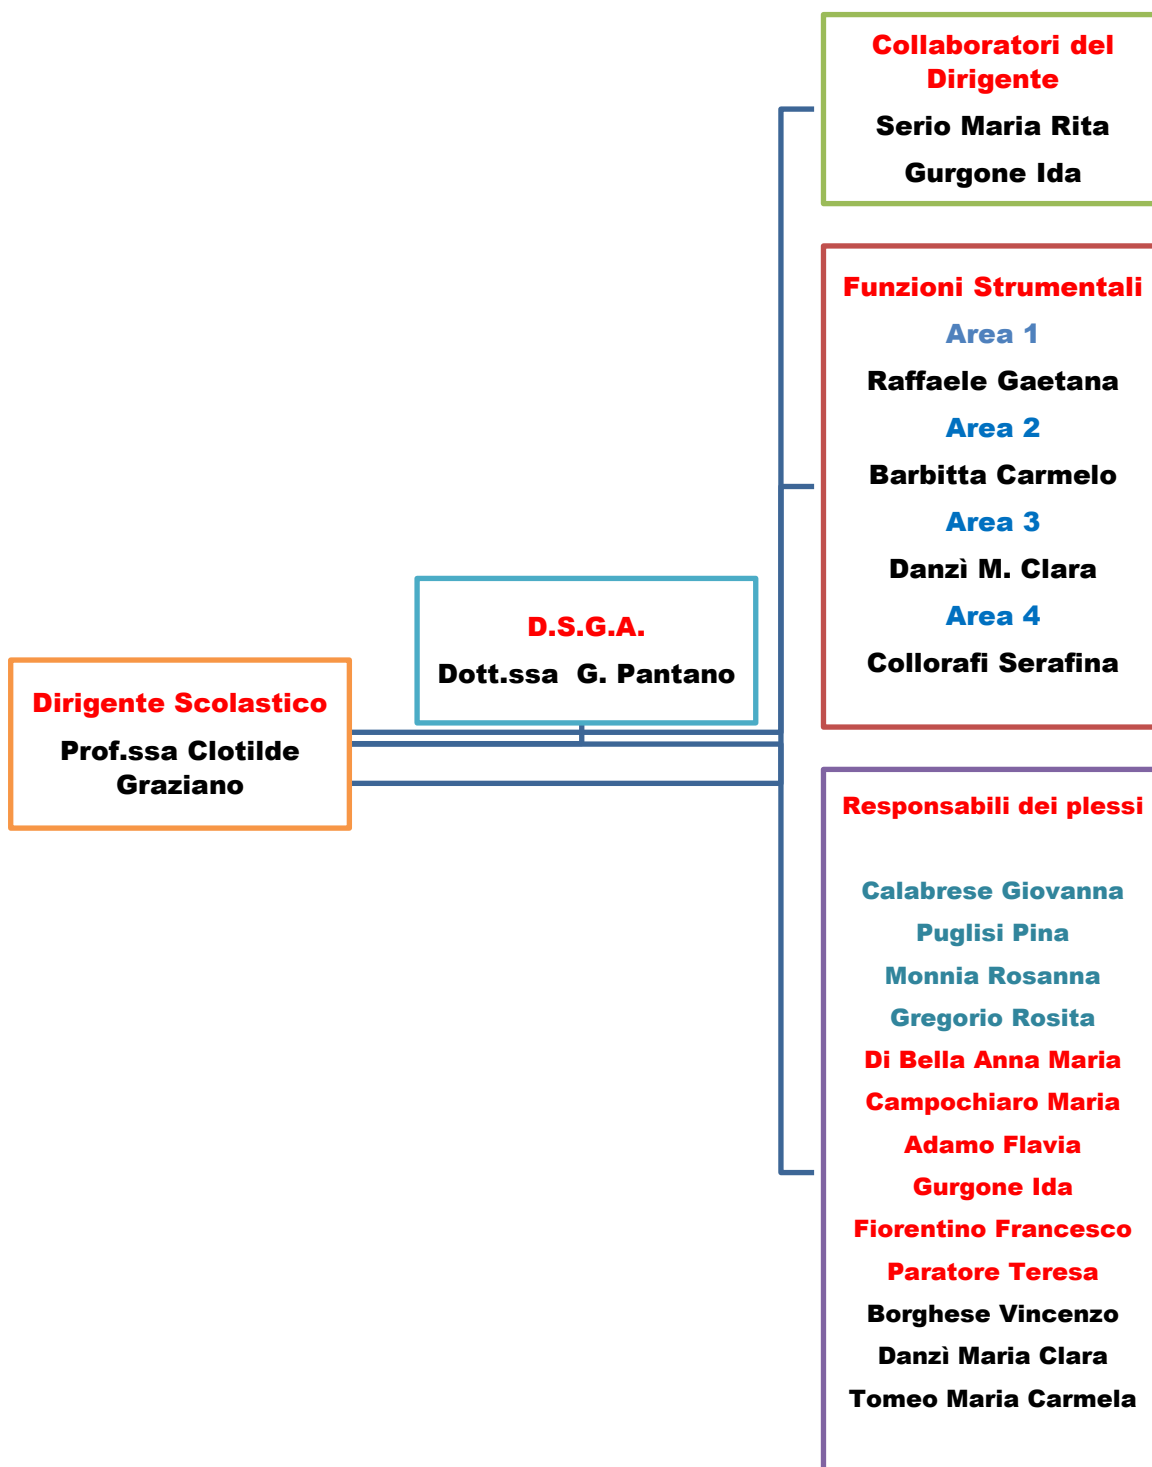 Collaboratori del
Dirigente
Serio Maria Rita
Gurgone Ida
Funzioni Strumentali
Area 1
Raffaele Gaetana
Area 2
Barbitta Carmelo
Area 3
Danzì M. Clara
Area 4
Collorafi Serafina
D.S.G.A.
Dott.ssa G. Pantano
Dirigente Scolastico
Prof.ssa Clotilde
Graziano
Responsabili dei plessi
Calabrese Giovanna
Puglisi Pina
Monnia Rosanna
Gregorio Rosita
Di Bella Anna Maria
Campochiaro Maria
Adamo Flavia
Gurgone Ida
Fiorentino Francesco
Paratore Teresa
Borghese Vincenzo
Danzì Maria Clara
Tomeo Maria Carmela